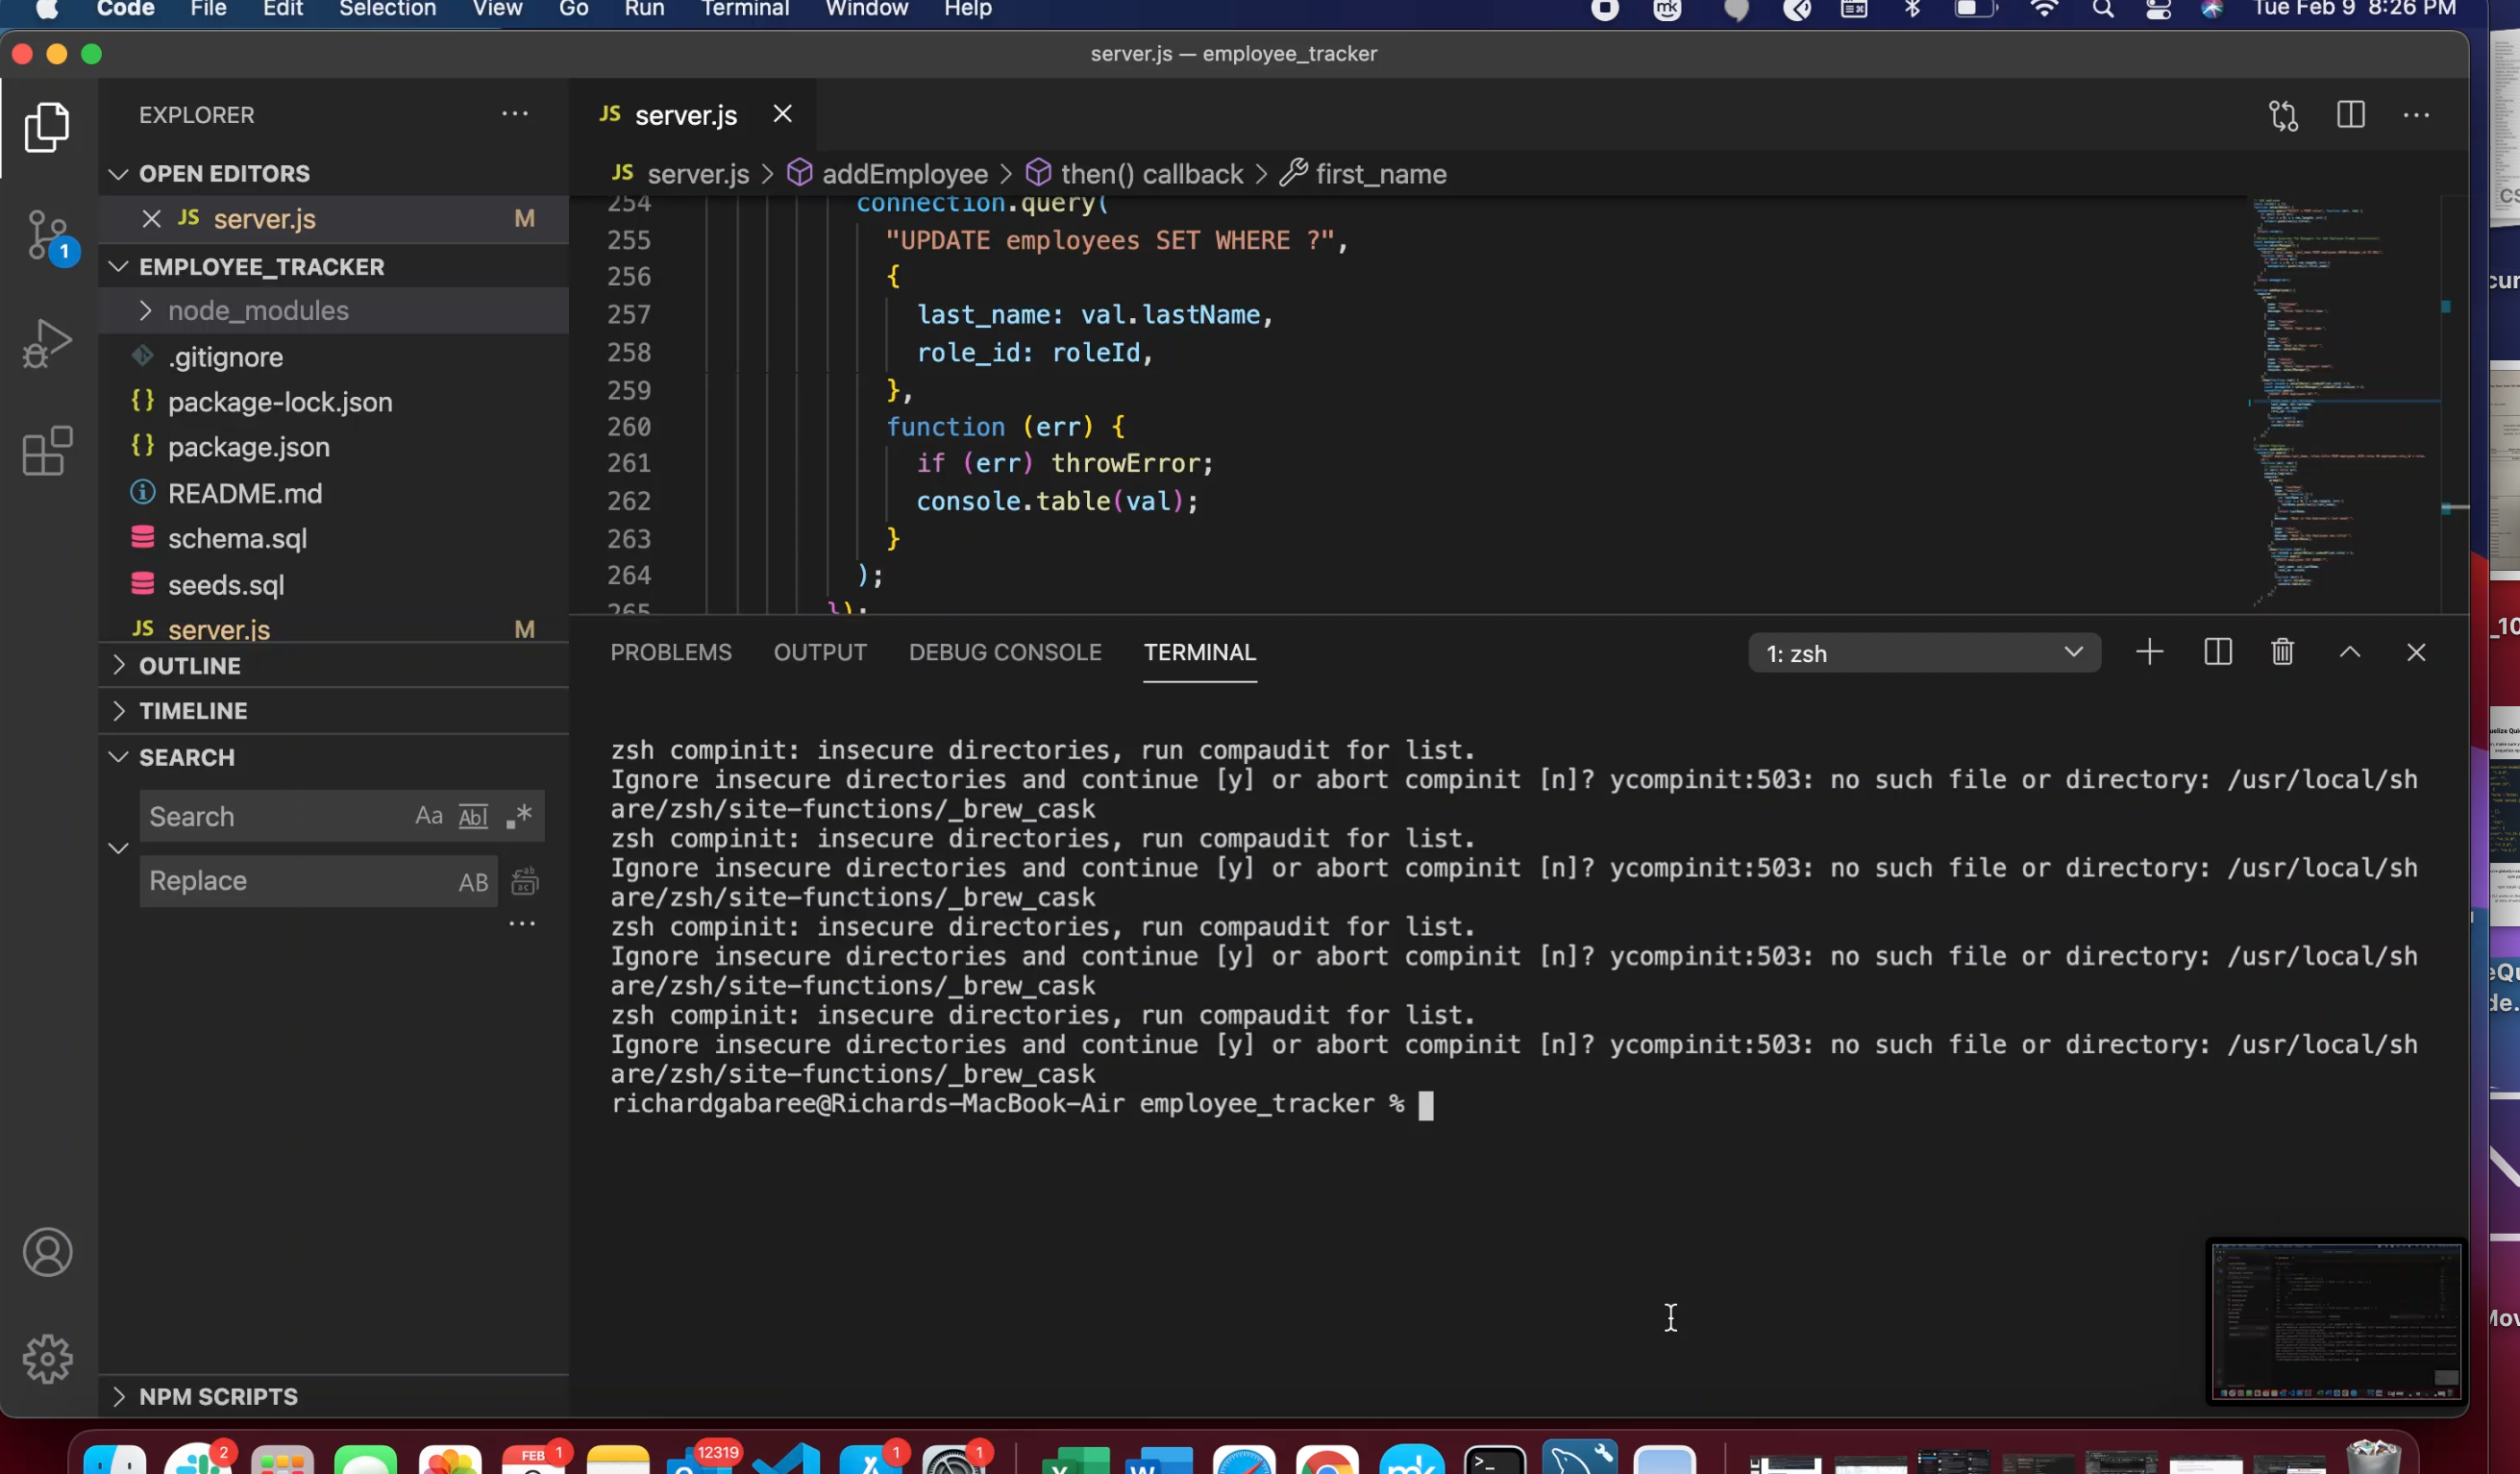 Code File Edit Selection View Go Run Terminal Window Help
Tue Feb 9 8:26 PM
server.js — employee_tracker
EXPLORER
OPEN EDITORS
JS server.js M
EMPLOYEE_TRACKER
node_modules
.gitignore
{} package-lock.json
{} package.json
README.md
schema.sql
seeds.sql
JS server.js M
OUTLINE
TIMELINE
SEARCH
Search Aa Abl .*
Replace AB
NPM SCRIPTS
1
JS server.js
JS server.js > addEmployee > then() callback > first_name
254 connection.query(
255 "UPDATE employees SET WHERE ?",
256 {
257 last_name: val.lastName,
258 role_id: roleId,
259 },
260 function (err) {
261 if (err) throwError;
262 console.table(val);
263 }
264 );
265 });
PROBLEMS OUTPUT DEBUG CONSOLE TERMINAL 1: zsh
zsh compinit: insecure directories, run compaudit for list.
Ignore insecure directories and continue [y] or abort compinit [n]? ycompinit:503: no such file or directory: /usr/local/sh
are/zsh/site-functions/_brew_cask
zsh compinit: insecure directories, run compaudit for list.
Ignore insecure directories and continue [y] or abort compinit [n]? ycompinit:503: no such file or directory: /usr/local/sh
are/zsh/site-functions/_brew_cask
zsh compinit: insecure directories, run compaudit for list.
Ignore insecure directories and continue [y] or abort compinit [n]? ycompinit:503: no such file or directory: /usr/local/sh
are/zsh/site-functions/_brew_cask
zsh compinit: insecure directories, run compaudit for list.
Ignore insecure directories and continue [y] or abort compinit [n]? ycompinit:503: no such file or directory: /usr/local/sh
are/zsh/site-functions/_brew_cask
richardgabaree@Richards-MacBook-Air employee_tracker %
2
FEB 1
12319
1
1